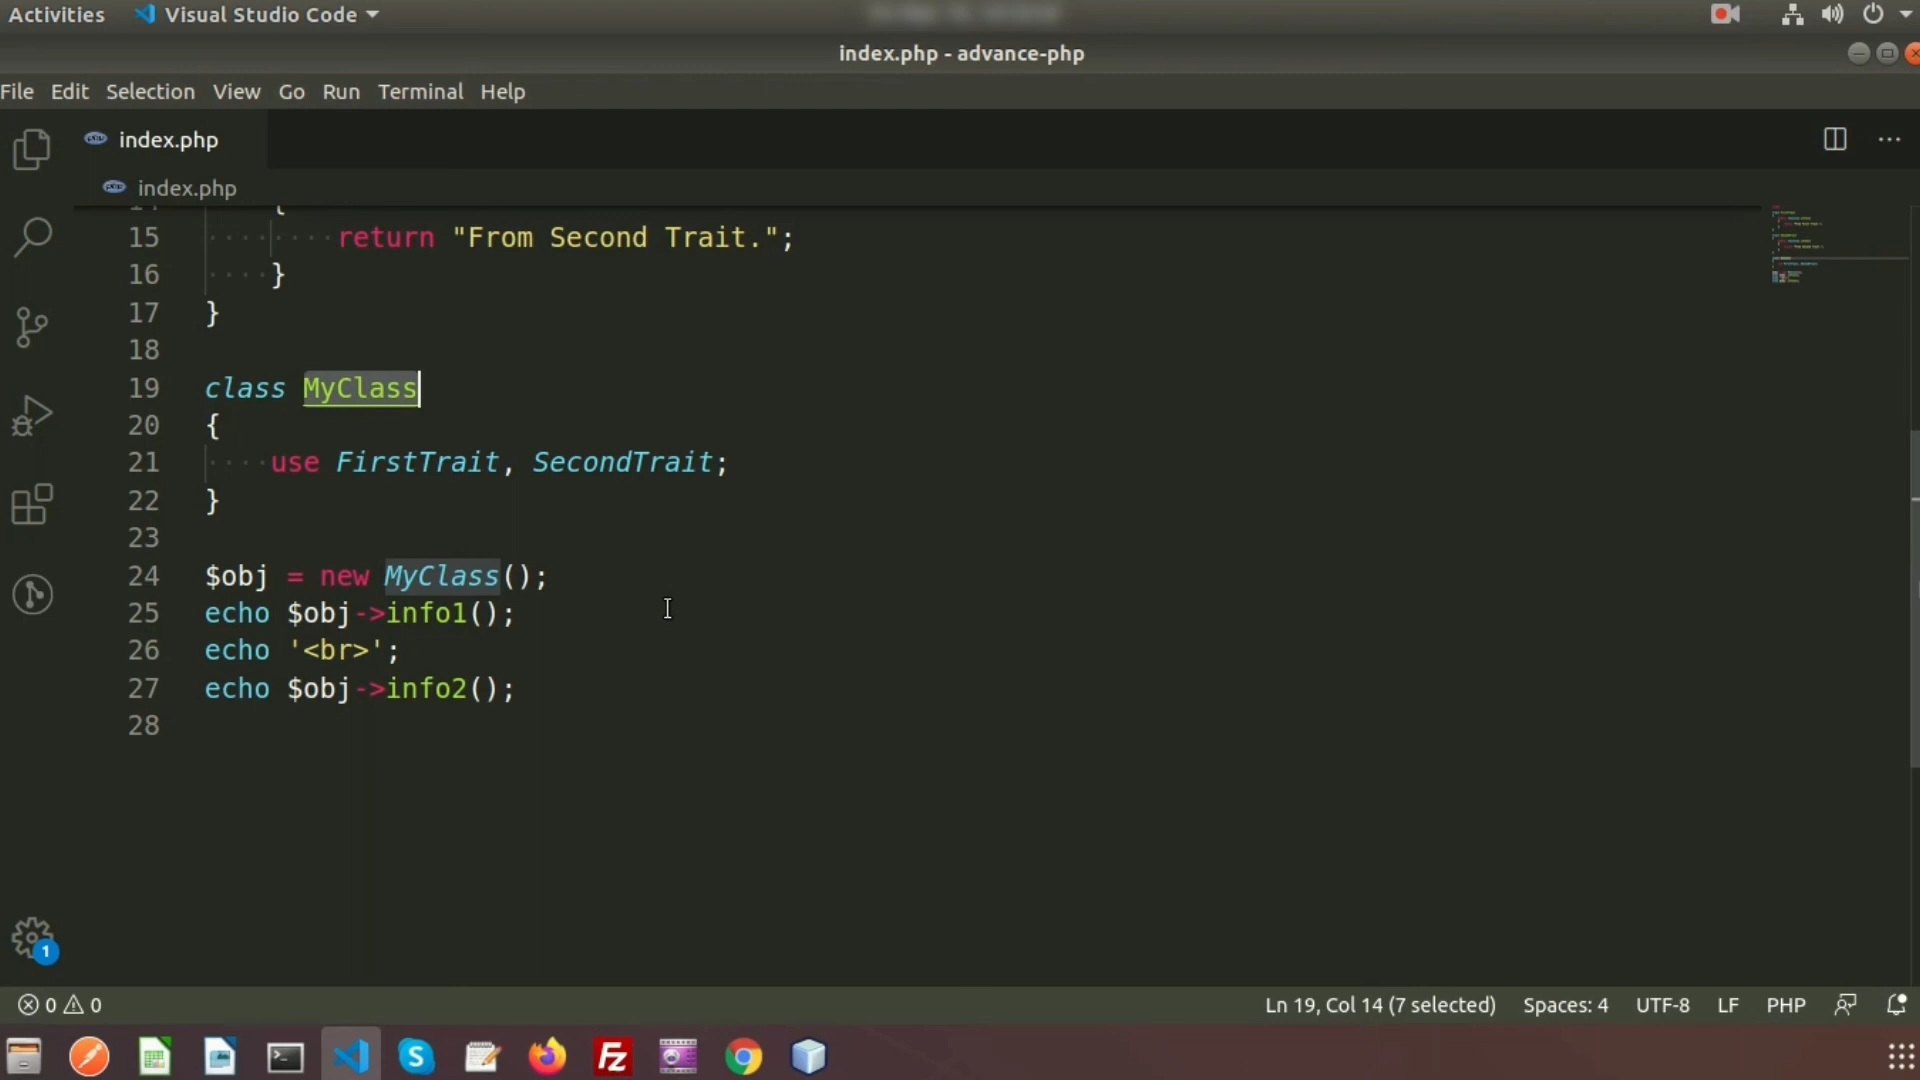 Activities Visual Studio Code
index.php - advance-php
File Edit Selection View Go Run Terminal Help
index.php
index.php
14 {
15 return "From Second Trait.";
16 }
17 }
18
19 class MyClass
20 {
21 use FirstTrait, SecondTrait;
22 }
23
24 $obj = new MyClass();
25 echo $obj->info1();
26 echo '<br>';
27 echo $obj->info2();
28
1
0 0 Ln 19, Col 14 (7 selected) Spaces: 4 UTF-8 LF PHP